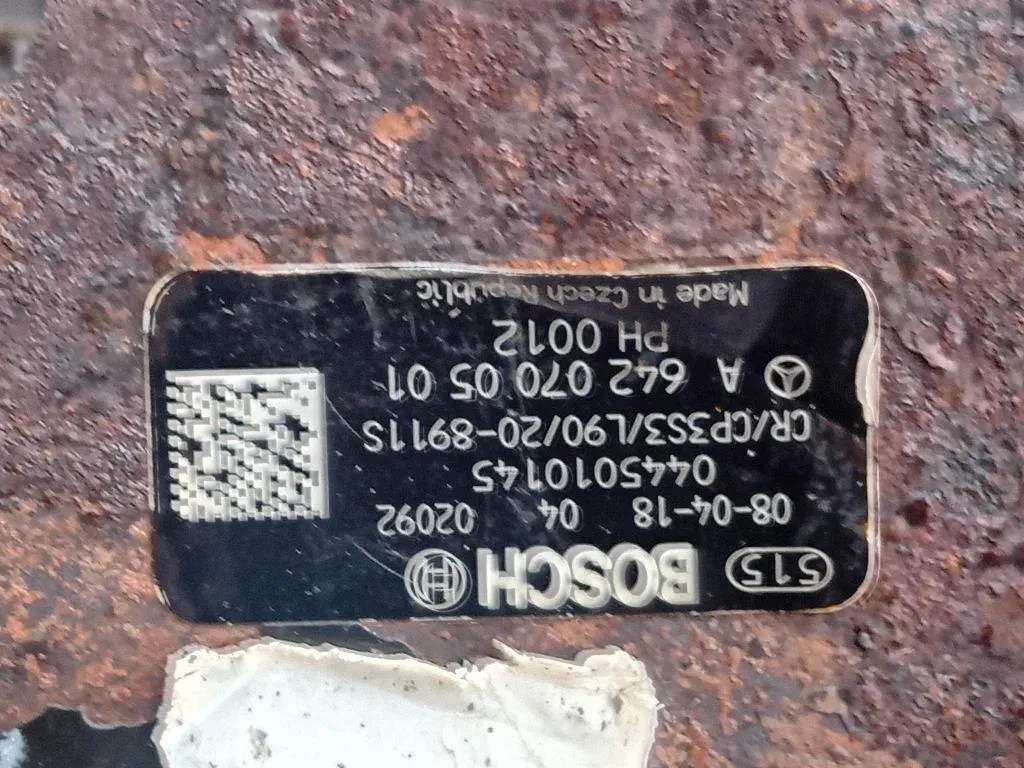 515 BOSCH
08-04-18 04 02092
0445010145
CR/CP3S3/L90/20-8911S
A 642 070 05 01
PH 0012
Made in Czech Republic